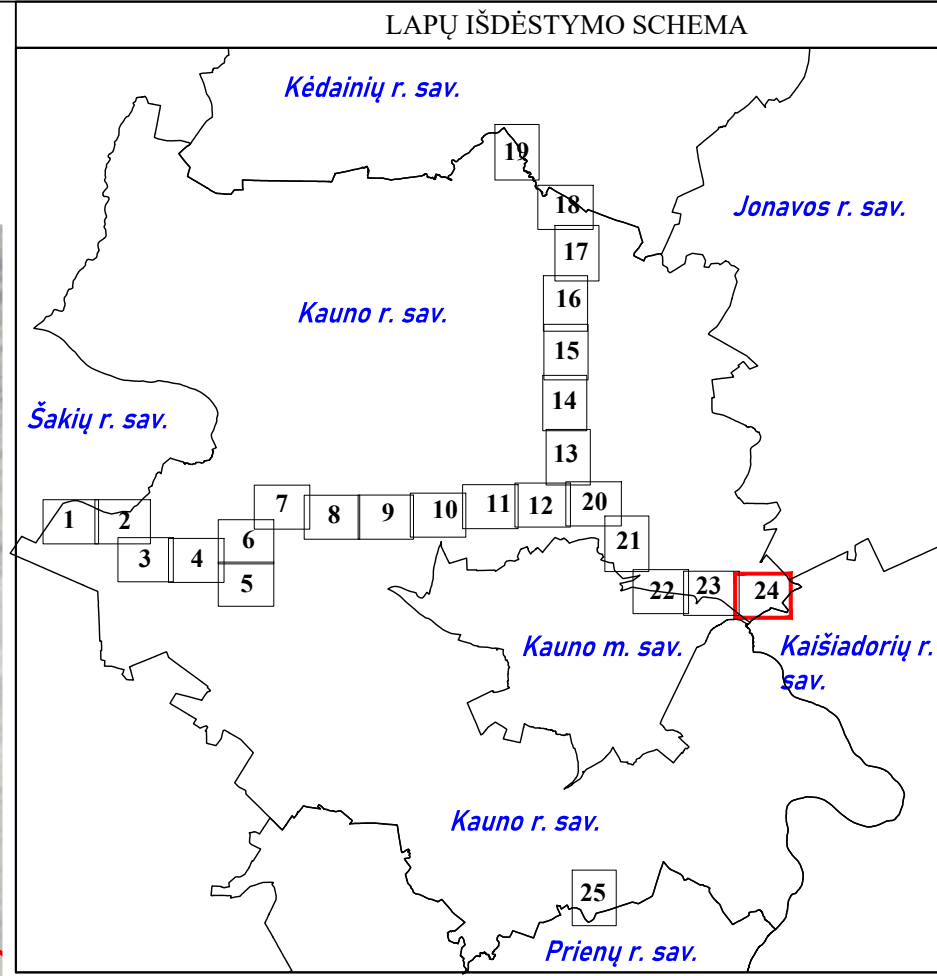 LAPŲ IŠDĖSTYMO SCHEMA
Kėdainių r. sav.
19
18
Jonavos r. sav.
17
16
Kauno r. sav.
15
14
Šakių r. sav.
13
7
11
12
20
8
9
10
1
2
6
21
3
4
5
22
23
24
Kauno m. sav.
Kaišiadorių r.
sav.
Kauno r. sav.
25
Prienų r. sav.